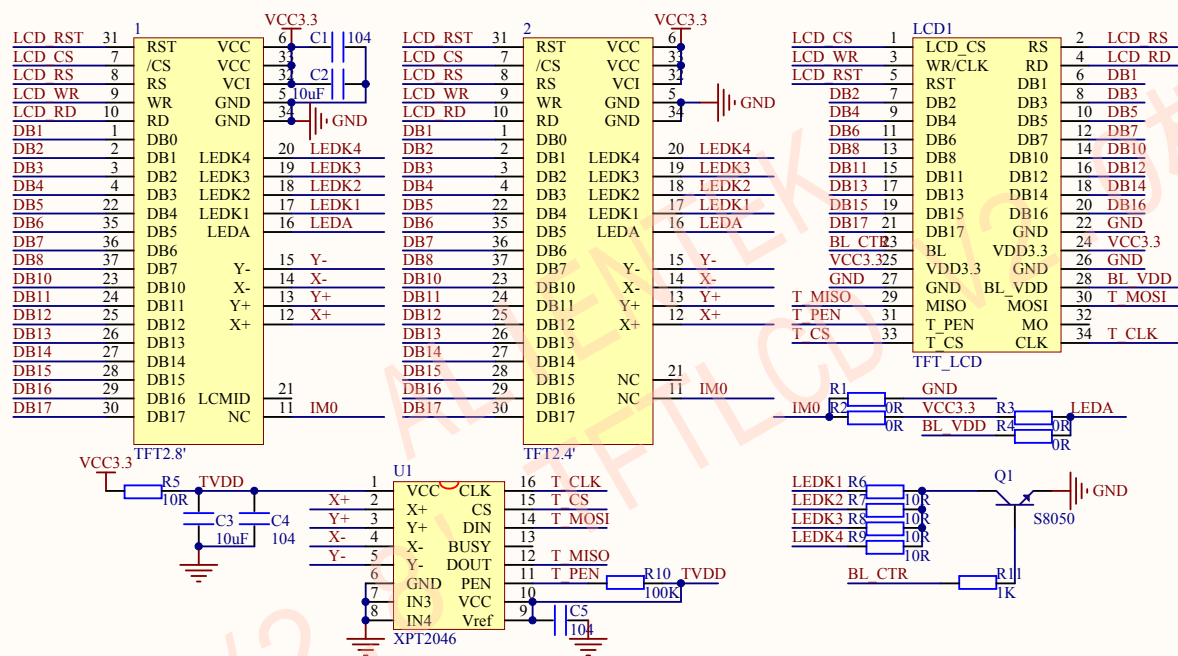 1
LCD_RST 31 RST VCC 6 VCC3.3
LCD_CS 7 /CS VCC 33
LCD_RS 8 RS VCI 32
LCD_WR 9 WR GND 5
LCD_RD 10 RD GND 34 GND
C1 104
C2 10uF
DB1 1 DB0
DB2 2 DB1 LEDK4 20 LEDK4
DB3 3 DB2 LEDK3 19 LEDK3
DB4 4 DB3 LEDK2 18 LEDK2
DB5 22 DB4 LEDK1 17 LEDK1
DB6 35 DB5 LEDA 16 LEDA
DB7 36 DB6
DB8 37 DB7 Y- 15 Y-
DB10 23 DB10 X- 14 X-
DB11 24 DB11 Y+ 13 Y+
DB12 25 DB12 X+ 12 X+
DB13 26 DB13
DB14 27 DB14
DB15 28 DB15
DB16 29 DB16 LCMID 21
DB17 30 DB17 NC 11 IM0
TFT2.8'
2
LCD_RST 31 RST VCC 6 VCC3.3
LCD_CS 7 /CS VCC 33
LCD_RS 8 RS VCI 32
LCD_WR 9 WR GND 5 GND
LCD_RD 10 RD GND 34
DB1 1 DB0
DB2 2 DB1 LEDK4 20 LEDK4
DB3 3 DB2 LEDK3 19 LEDK3
DB4 4 DB3 LEDK2 18 LEDK2
DB5 22 DB4 LEDK1 17 LEDK1
DB6 35 DB5 LEDA 16 LEDA
DB7 36 DB6
DB8 37 DB7 Y- 15 Y-
DB10 23 DB10 X- 14 X-
DB11 24 DB11 Y+ 13 Y+
DB12 25 DB12 X+ 12 X+
DB13 26 DB13
DB14 27 DB14
DB15 28 DB15 NC 21
DB16 29 DB16 NC 11 IM0
DB17 30 DB17
TFT2.4'
LCD1
LCD_CS 1 LCD_CS RS 2 LCD_RS
LCD_WR 3 WR/CLK RD 4 LCD_RD
LCD_RST 5 RST DB1 6 DB1
DB2 7 DB2 DB3 8 DB3
DB4 9 DB4 DB5 10 DB5
DB6 11 DB6 DB7 12 DB7
DB8 13 DB8 DB10 14 DB10
DB11 15 DB11 DB12 16 DB12
DB13 17 DB13 DB14 18 DB14
DB15 19 DB15 DB16 20 DB16
DB17 21 DB17 GND 22 GND
BL_CTR 23 BL VDD3.3 24 VCC3.3
VCC3.3 25 VDD3.3 GND 26 GND
GND 27 GND BL_VDD 28 BL_VDD
T_MISO 29 MISO MOSI 30 T_MOSI
T_PEN 31 T_PEN MO 32
T_CS 33 T_CS CLK 34 T_CLK
TFT_LCD
R1 0R GND
IM0 R2 0R VCC3.3 R3 0R LEDA
BL_VDD R4 0R
VCC3.3 R5 10R TVDD
C3 10uF
C4 104
U1
1 VCC CLK 16 T_CLK
X+ 2 X+ CS 15 T_CS
Y+ 3 Y+ DIN 14 T_MOSI
X- 4 X- BUSY 13
Y- 5 Y- DOUT 12 T_MISO
6 GND PEN 11 T_PEN R10 100K TVDD
7 IN3 VCC 10
8 IN4 Vref 9 C5 104
XPT2046
LEDK1 R6 10R
LEDK2 R7 10R
LEDK3 R8 10R
LEDK4 R9 10R
Q1 S8050 GND
BL_CTR R11 1K
ALIENTEK
TFTLCD V2.0#